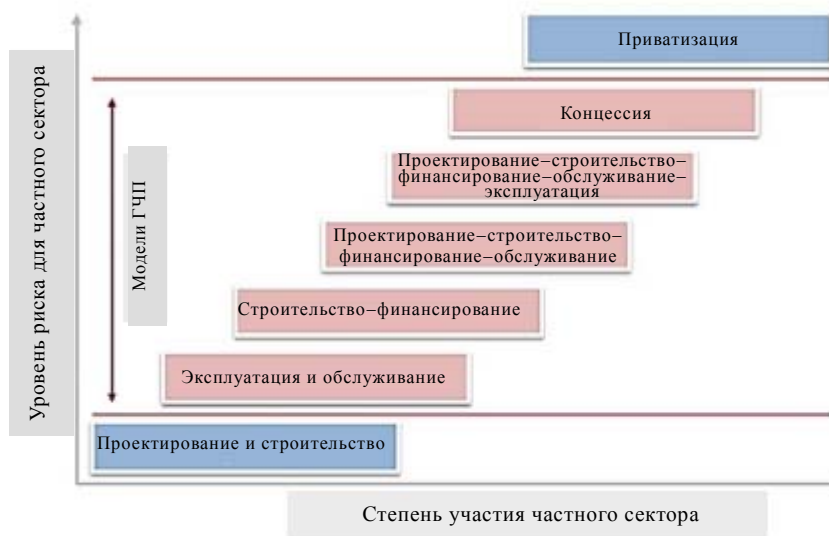 Приватизация
Концессия
Проектирование–строительство–
финансирование–обслуживание–
эксплуатация
Проектирование–строительство–
финансирование–обслуживание
Строительство–финансирование
Эксплуатация и обслуживание
Проектирование и строительство
Уровень риска для частного сектора
Модели ГЧП
Степень участия частного сектора